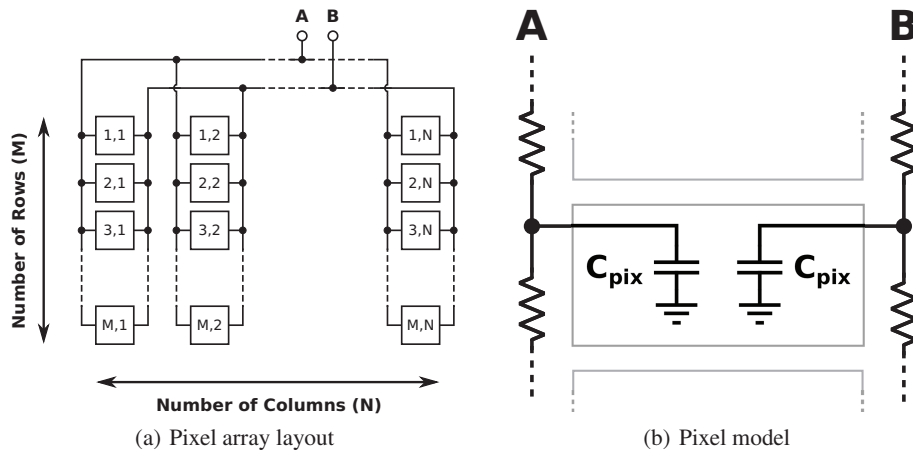 A B
1,1 1,2 1,N
2,1 2,2 2,N
3,1 3,2 3,N
M,1 M,2 M,N
Number of Rows (M)
Number of Columns (N)
(a) Pixel array layout
A B
Cpix Cpix
(b) Pixel model